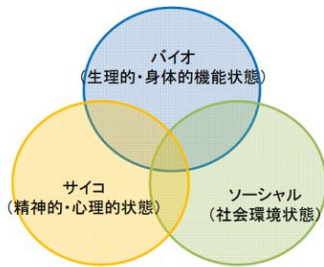 バイオ
(生理的・身体的機能状態)
サイコ
(精神的・心理的状態)
ソーシャル
(社会環境状態)